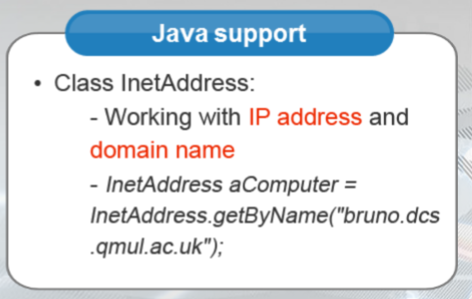 Java support
• Class InetAddress:
- Working with IP address and
domain name
- InetAddress aComputer =
InetAddress.getByName("bruno.dcs
.qmul.ac.uk");